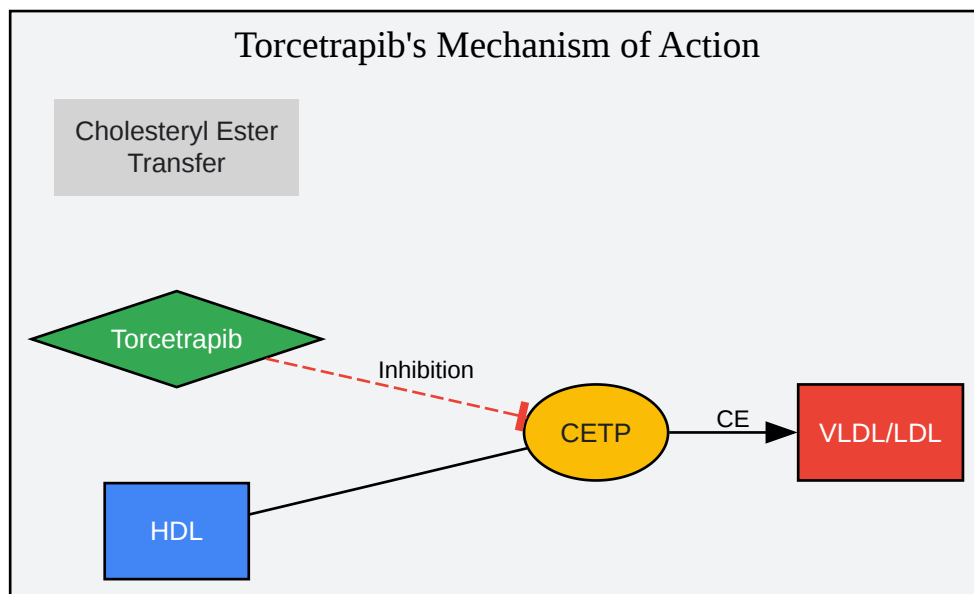 Torcetrapib's Mechanism of Action
Cholesteryl Ester
Transfer
Torcetrapib
Inhibition
CETP
CE
VLDL/LDL
HDL